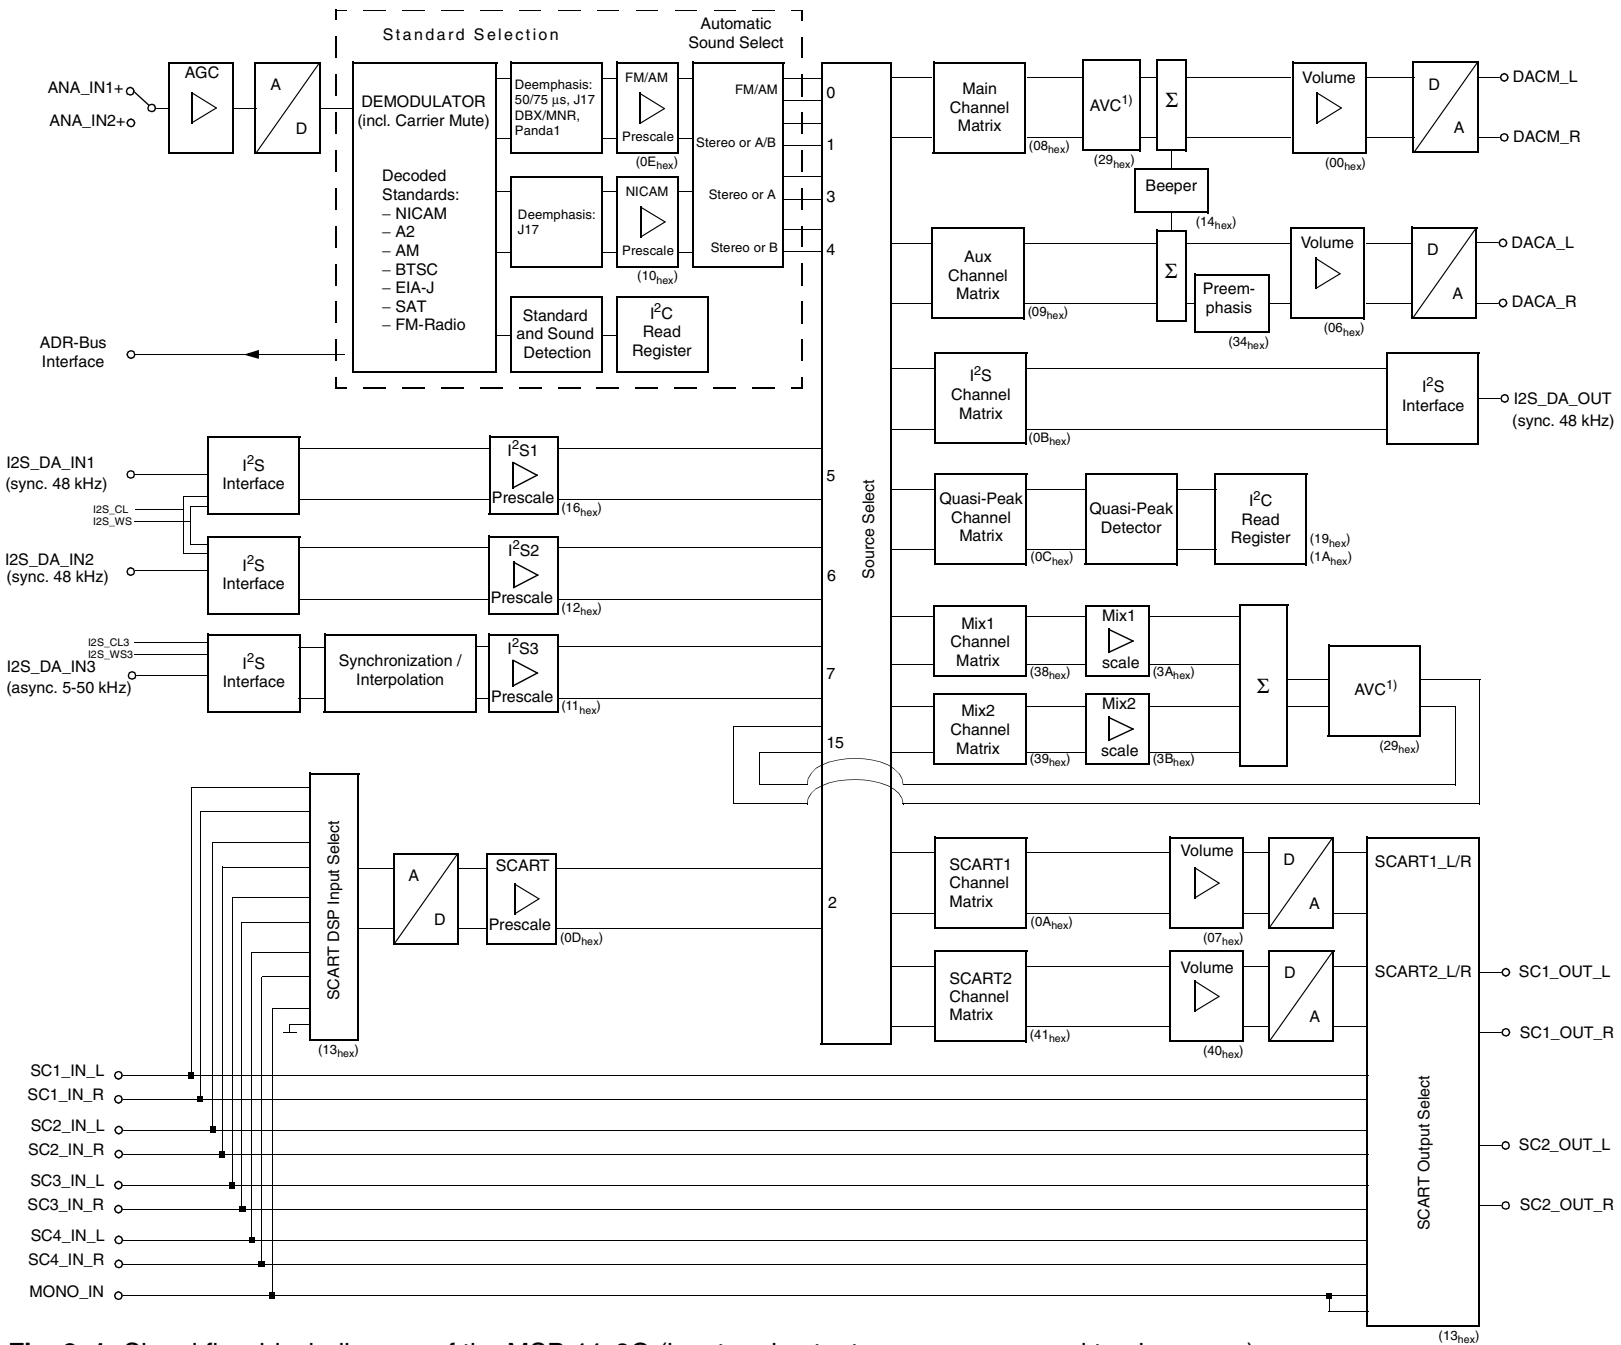 Standard Selection
Automatic
Sound Select
ANA_IN1+
ANA_IN2+
AGC
A
D
DEMODULATOR
(incl. Carrier Mute)
Decoded
Standards:
– NICAM
– A2
– AM
– BTSC
– EIA-J
– SAT
– FM-Radio
Deemphasis:
50/75 µs, J17
DBX/MNR,
Panda1
FM/AM
Prescale
(0Ehex)
Deemphasis:
J17
NICAM
Prescale
(10hex)
FM/AM
Stereo or A/B
Stereo or A
Stereo or B
Standard
and Sound
Detection
I²C
Read
Register
ADR-Bus
Interface
0
1
3
4
5
6
7
15
2
Source Select
Main
Channel
Matrix
(08hex)
AVC1)
(29hex)
Σ
Beeper
(14hex)
Volume
(00hex)
D
A
DACM_L
DACM_R
Aux
Channel
Matrix
(09hex)
Σ
Preem-
phasis
(34hex)
Volume
(06hex)
D
A
DACA_L
DACA_R
I²S
Channel
Matrix
(0Bhex)
I²S
Interface
I2S_DA_OUT
(sync. 48 kHz)
I2S_DA_IN1
(sync. 48 kHz)
I2S_CL
I2S_WS
I²S
Interface
I²S1
Prescale
(16hex)
I2S_DA_IN2
(sync. 48 kHz)
I²S
Interface
I²S2
Prescale
(12hex)
I2S_CL3
I2S_WS3
I2S_DA_IN3
(async. 5-50 kHz)
I²S
Interface
Synchronization /
Interpolation
I²S3
Prescale
(11hex)
Quasi-Peak
Channel
Matrix
(0Chex)
Quasi-Peak
Detector
I²C
Read
Register
(19hex)
(1Ahex)
Mix1
Channel
Matrix
(38hex)
Mix1
scale
(3Ahex)
Mix2
Channel
Matrix
(39hex)
Mix2
scale
(3Bhex)
Σ
AVC1)
(29hex)
SCART DSP Input Select
(13hex)
A
D
SCART
Prescale
(0Dhex)
SCART1
Channel
Matrix
(0Ahex)
Volume
(07hex)
D
A
SCART1_L/R
SCART2
Channel
Matrix
(41hex)
Volume
(40hex)
D
A
SCART2_L/R
SCART Output Select
(13hex)
SC1_OUT_L
SC1_OUT_R
SC2_OUT_L
SC2_OUT_R
SC1_IN_L
SC1_IN_R
SC2_IN_L
SC2_IN_R
SC3_IN_L
SC3_IN_R
SC4_IN_L
SC4_IN_R
MONO_IN